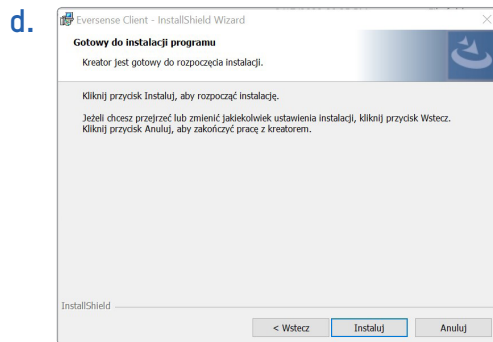 d.
Eversense Client - InstallShield Wizard
Gotowy do instalacji programu
Kreator jest gotowy do rozpoczęcia instalacji.
Kliknij przycisk Instaluj, aby rozpocząć instalację.
Jeżeli chcesz przejrzeć lub zmienić jakiekolwiek ustawienia instalacji, kliknij przycisk Wstecz.
Kliknij przycisk Anuluj, aby zakończyć pracę z kreatorem.
InstallShield
< Wstecz Instaluj Anuluj